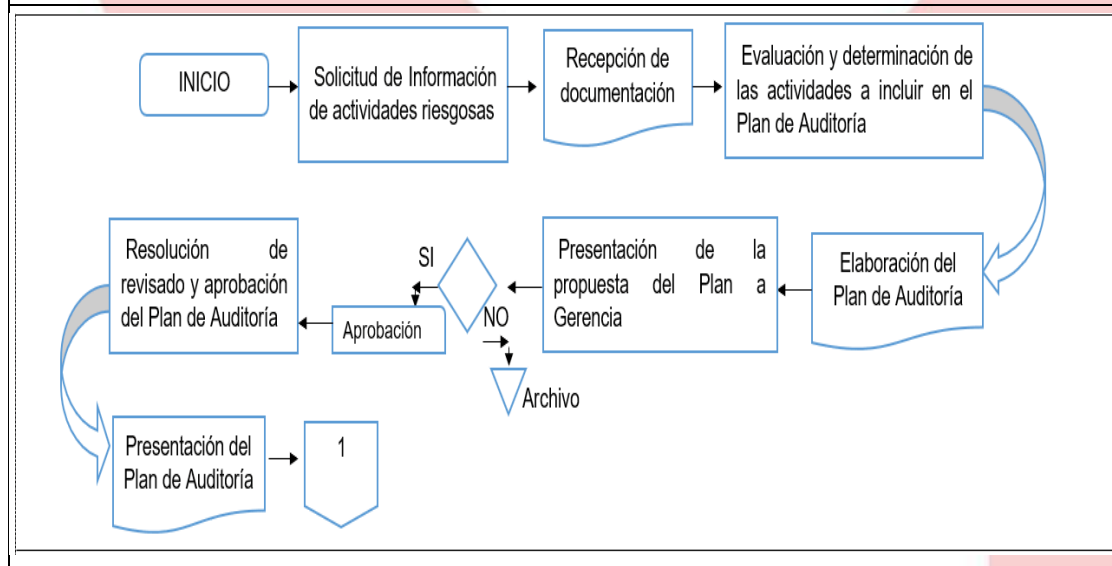 INICIO
Solicitud de Información
de actividades riesgosas
Recepción de
documentación
Evaluación y determinación de
las actividades a incluir en el
Plan de Auditoría
Elaboración del
Plan de Auditoría
Presentación de la
propuesta del Plan a
Gerencia
SI
NO
Archivo
Aprobación
Resolución de
revisado y aprobación
del Plan de Auditoría
Presentación del
Plan de Auditoría
1